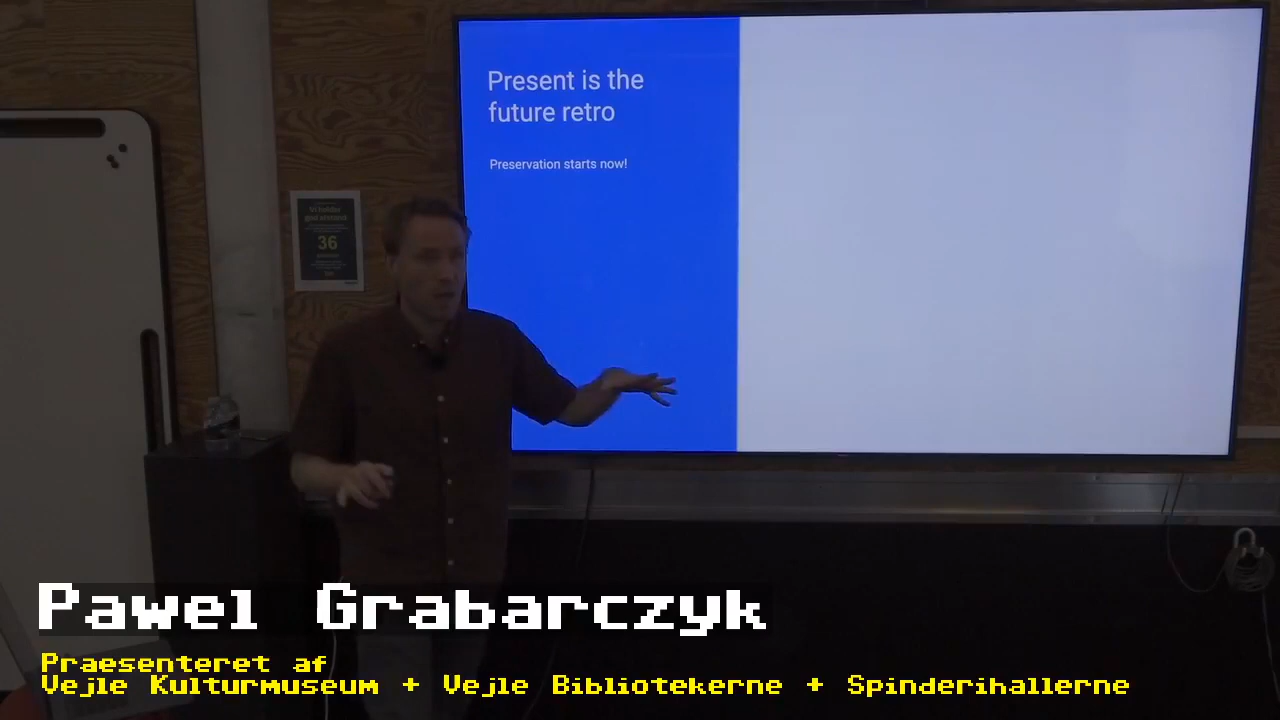 Present is the
future retro
Preservation starts now!
36
Pawel Grabarczyk
Praesenteret af
Vejle Kulturmuseum + Vejle Bibliotekerne + Spinderihallerne